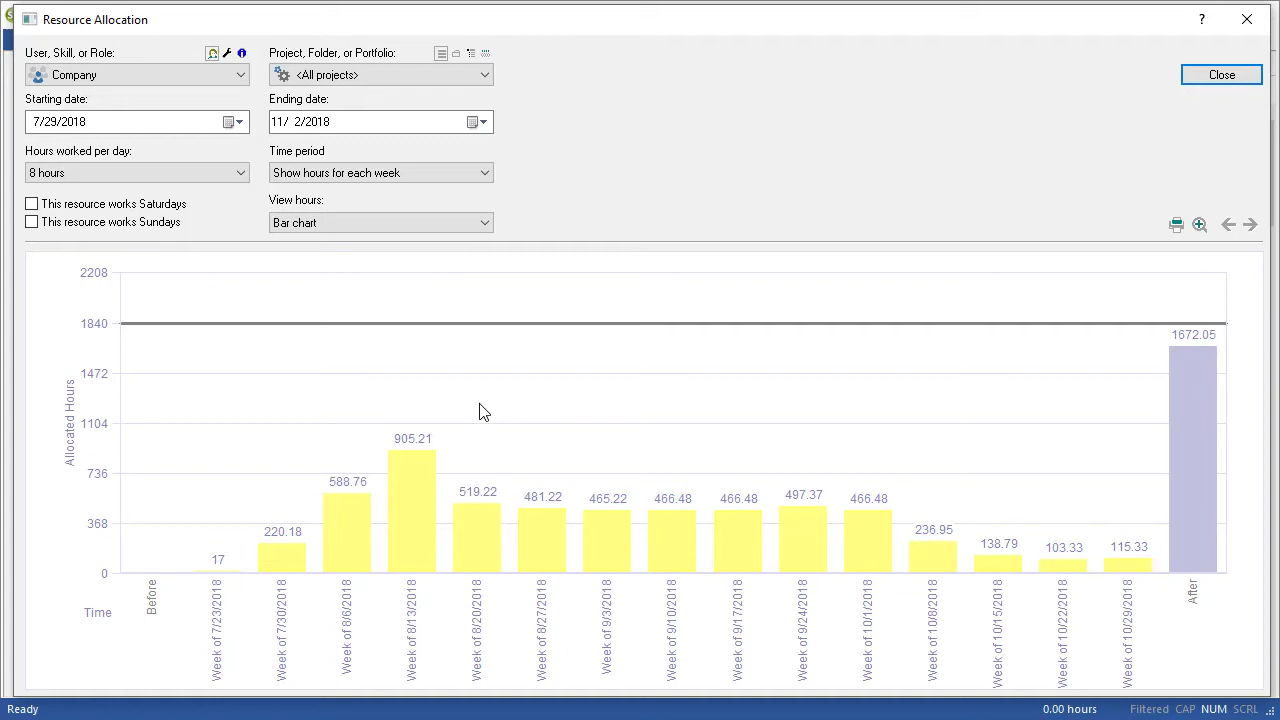 Resource Allocation
User, Skill, or Role:
Project, Folder, or Portfolio:
Company
<All projects>
Close
Starting date:
Ending date:
7/29/2018
11/ 2/2018
Hours worked per day:
Time period
8 hours
Show hours for each week
This resource works Saturdays
View hours:
This resource works Sundays
Bar chart
2208
1840
1672.05
1472
Allocated Hours
1104
905.21
736
588.76
519.22
481.22
465.22
466.48
466.48
497.37
466.48
368
220.18
236.95
138.79
103.33
115.33
17
0
Time
Before
Week of 7/23/2018
Week of 7/30/2018
Week of 8/6/2018
Week of 8/13/2018
Week of 8/20/2018
Week of 8/27/2018
Week of 9/3/2018
Week of 9/10/2018
Week of 9/17/2018
Week of 9/24/2018
Week of 10/1/2018
Week of 10/8/2018
Week of 10/15/2018
Week of 10/22/2018
Week of 10/29/2018
After
Ready
0.00 hours
Filtered CAP NUM SCRL